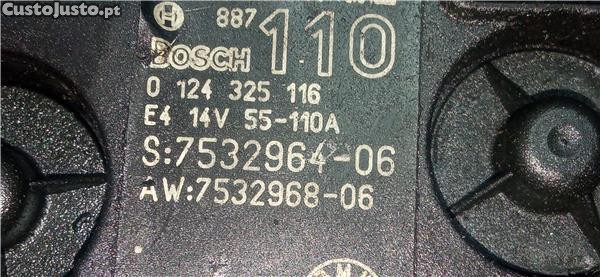 CustoJusto.pt
887
BOSCH 110
0 124 325 116
E4 14V 55-110A
S:7532964-06
AW:7532968-06